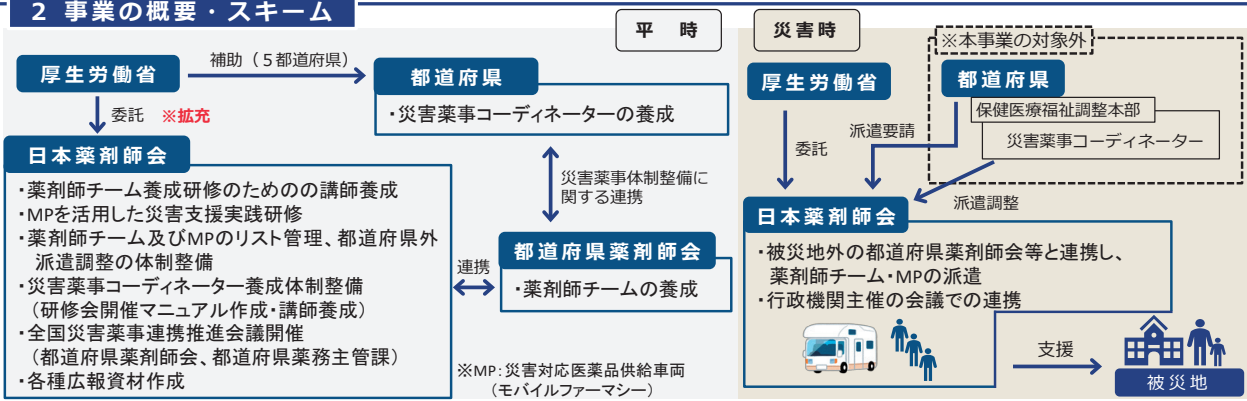 2 事業の概要・スキーム
平 時
厚生労働省
補助（5都道府県）
都道府県
・災害薬事コーディネーターの養成
委託 ※拡充
日本薬剤師会
・薬剤師チーム養成研修のためのの講師養成
・MPを活用した災害支援実践研修
・薬剤師チーム及びMPのリスト管理、都道府県外
派遣調整の体制整備
・災害薬事コーディネーター養成体制整備
（研修会開催マニュアル作成・講師養成）
・全国災害薬事連携推進会議開催
（都道府県薬剤師会、都道府県薬務主管課）
・各種広報資材作成
災害薬事体制整備に
関する連携
連携
都道府県薬剤師会
・薬剤師チームの養成
※MP：災害対応医薬品供給車両
（モバイルファーマシー）
災害時
※本事業の対象外
厚生労働省
都道府県
保健医療福祉調整本部
災害薬事コーディネーター
委託
派遣要請
派遣調整
日本薬剤師会
・被災地外の都道府県薬剤師会等と連携し、
薬剤師チーム・MPの派遣
・行政機関主催の会議での連携
支援
被災地